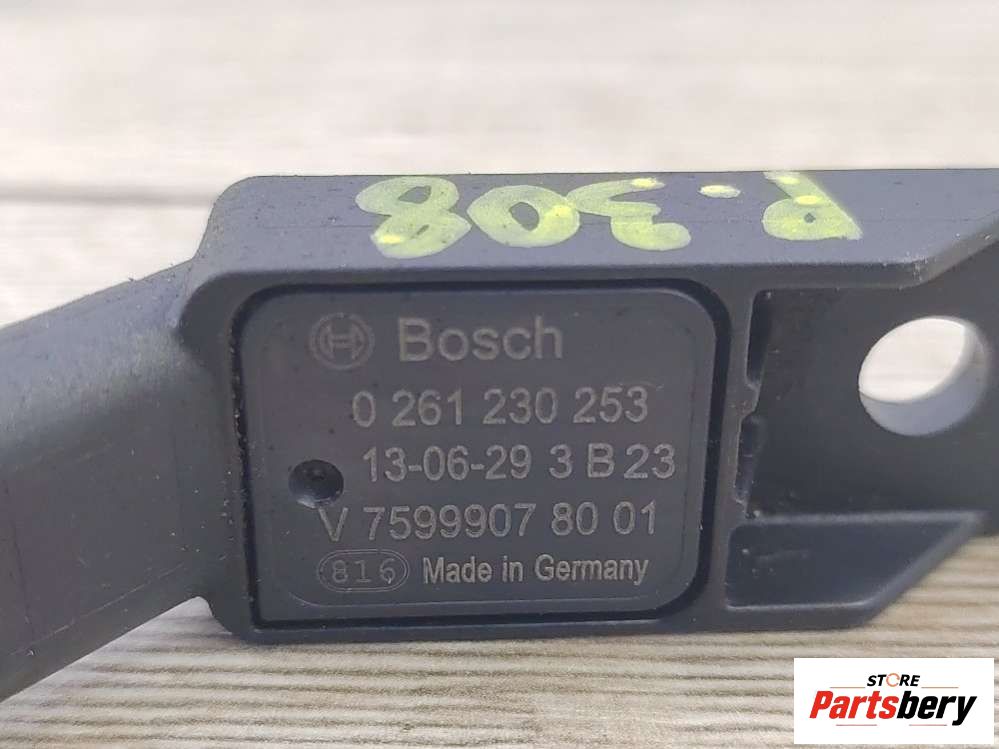 P.308
Bosch
0 261 230 253
13-06-29 3 B 23
V 7599907 80 01
816 Made in Germany
STORE
Partsbery